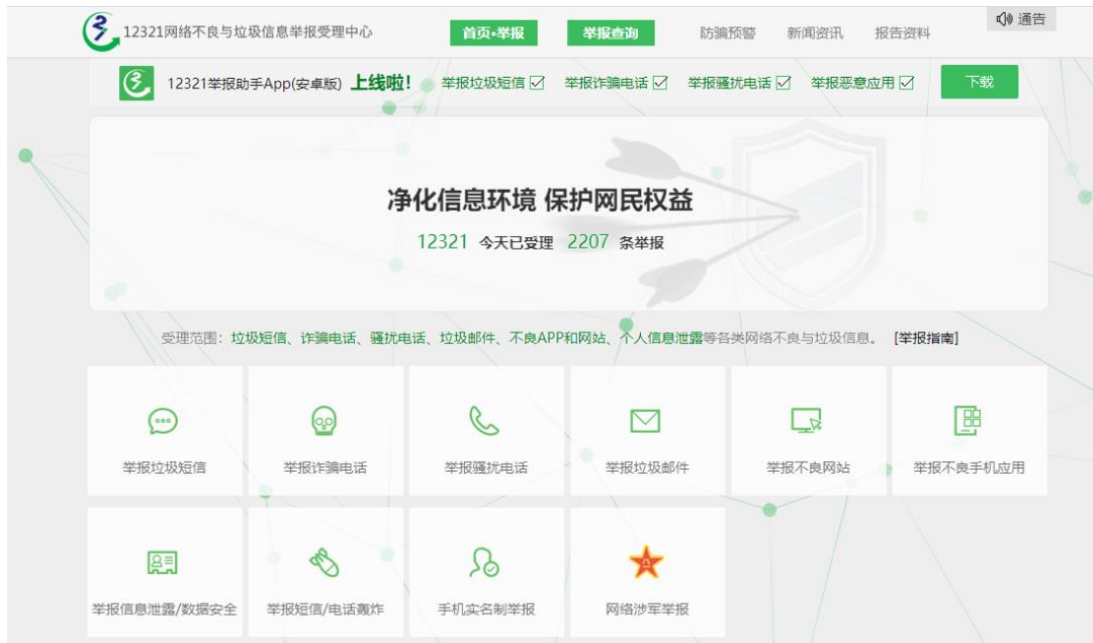 12321网络不良与垃圾信息举报受理中心 首页•举报 举报查询 防骗预警 新闻资讯 报告资料 通告
12321举报助手App(安卓版) 上线啦! 举报垃圾短信 举报诈骗电话 举报骚扰电话 举报恶意应用 下载
净化信息环境 保护网民权益
12321 今天已受理 2207 条举报
受理范围：垃圾短信、诈骗电话、骚扰电话、垃圾邮件、不良APP和网站、个人信息泄露等各类网络不良与垃圾信息。 [举报指南]
举报垃圾短信 举报诈骗电话 举报骚扰电话 举报垃圾邮件 举报不良网站 举报不良手机应用
举报信息泄露/数据安全 举报短信/电话轰炸 手机实名制举报 网络涉军举报